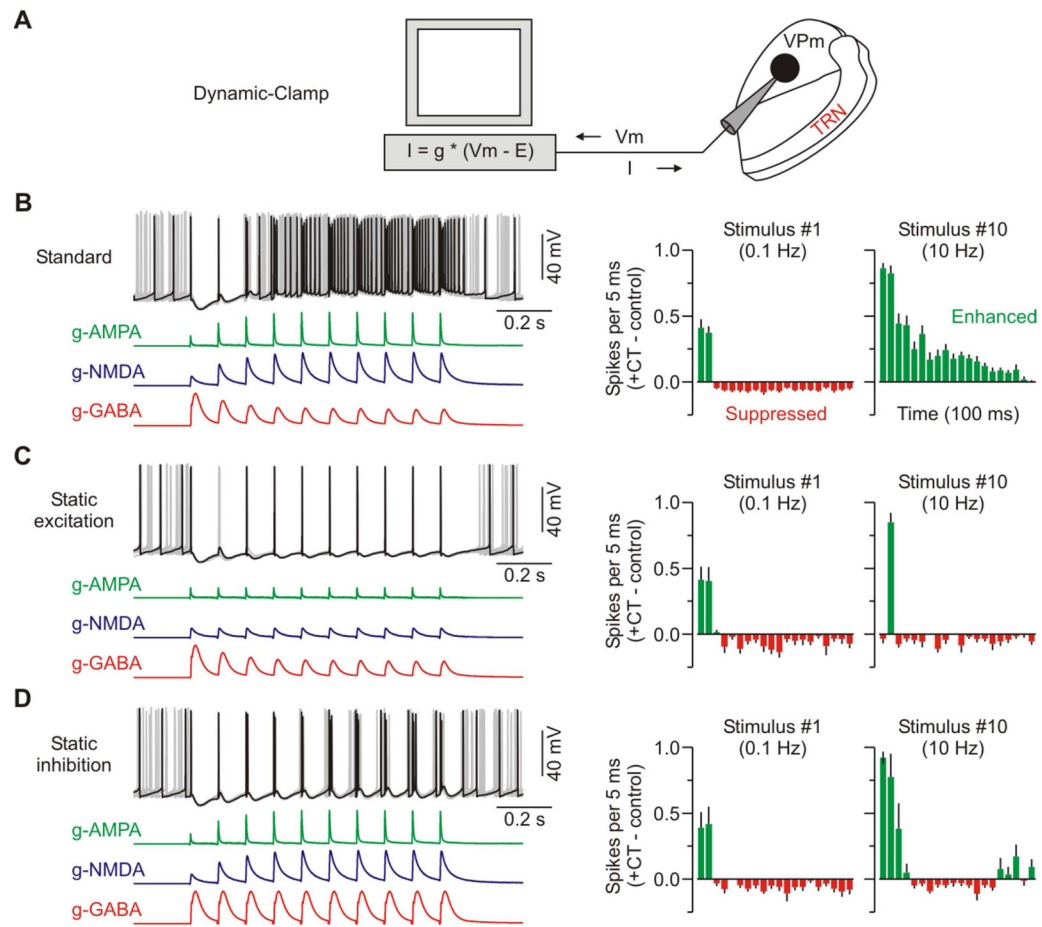 A
Dynamic-Clamp
I = g * (Vm - E)
Vm
I
VPm
TRN
B
Standard
40 mV
0.2 s
g-AMPA
g-NMDA
g-GABA
Spikes per 5 ms
(+CT - control)
1.0
0.5
0.0
Stimulus #1
(0.1 Hz)
Suppressed
Stimulus #10
(10 Hz)
Enhanced
Time (100 ms)
C
Static
excitation
40 mV
0.2 s
g-AMPA
g-NMDA
g-GABA
Spikes per 5 ms
(+CT - control)
1.0
0.5
0.0
Stimulus #1
(0.1 Hz)
Stimulus #10
(10 Hz)
D
Static
inhibition
40 mV
0.2 s
g-AMPA
g-NMDA
g-GABA
Spikes per 5 ms
(+CT - control)
1.0
0.5
0.0
Stimulus #1
(0.1 Hz)
Stimulus #10
(10 Hz)